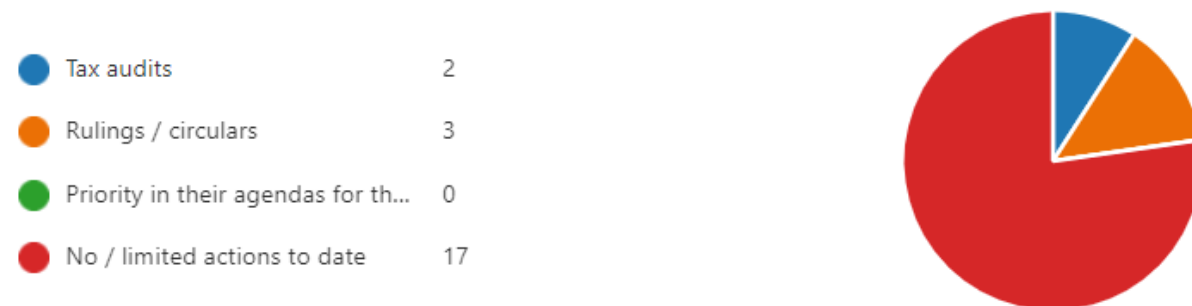 Tax audits 2
Rulings / circulars 3
Priority in their agendas for th... 0
No / limited actions to date 17